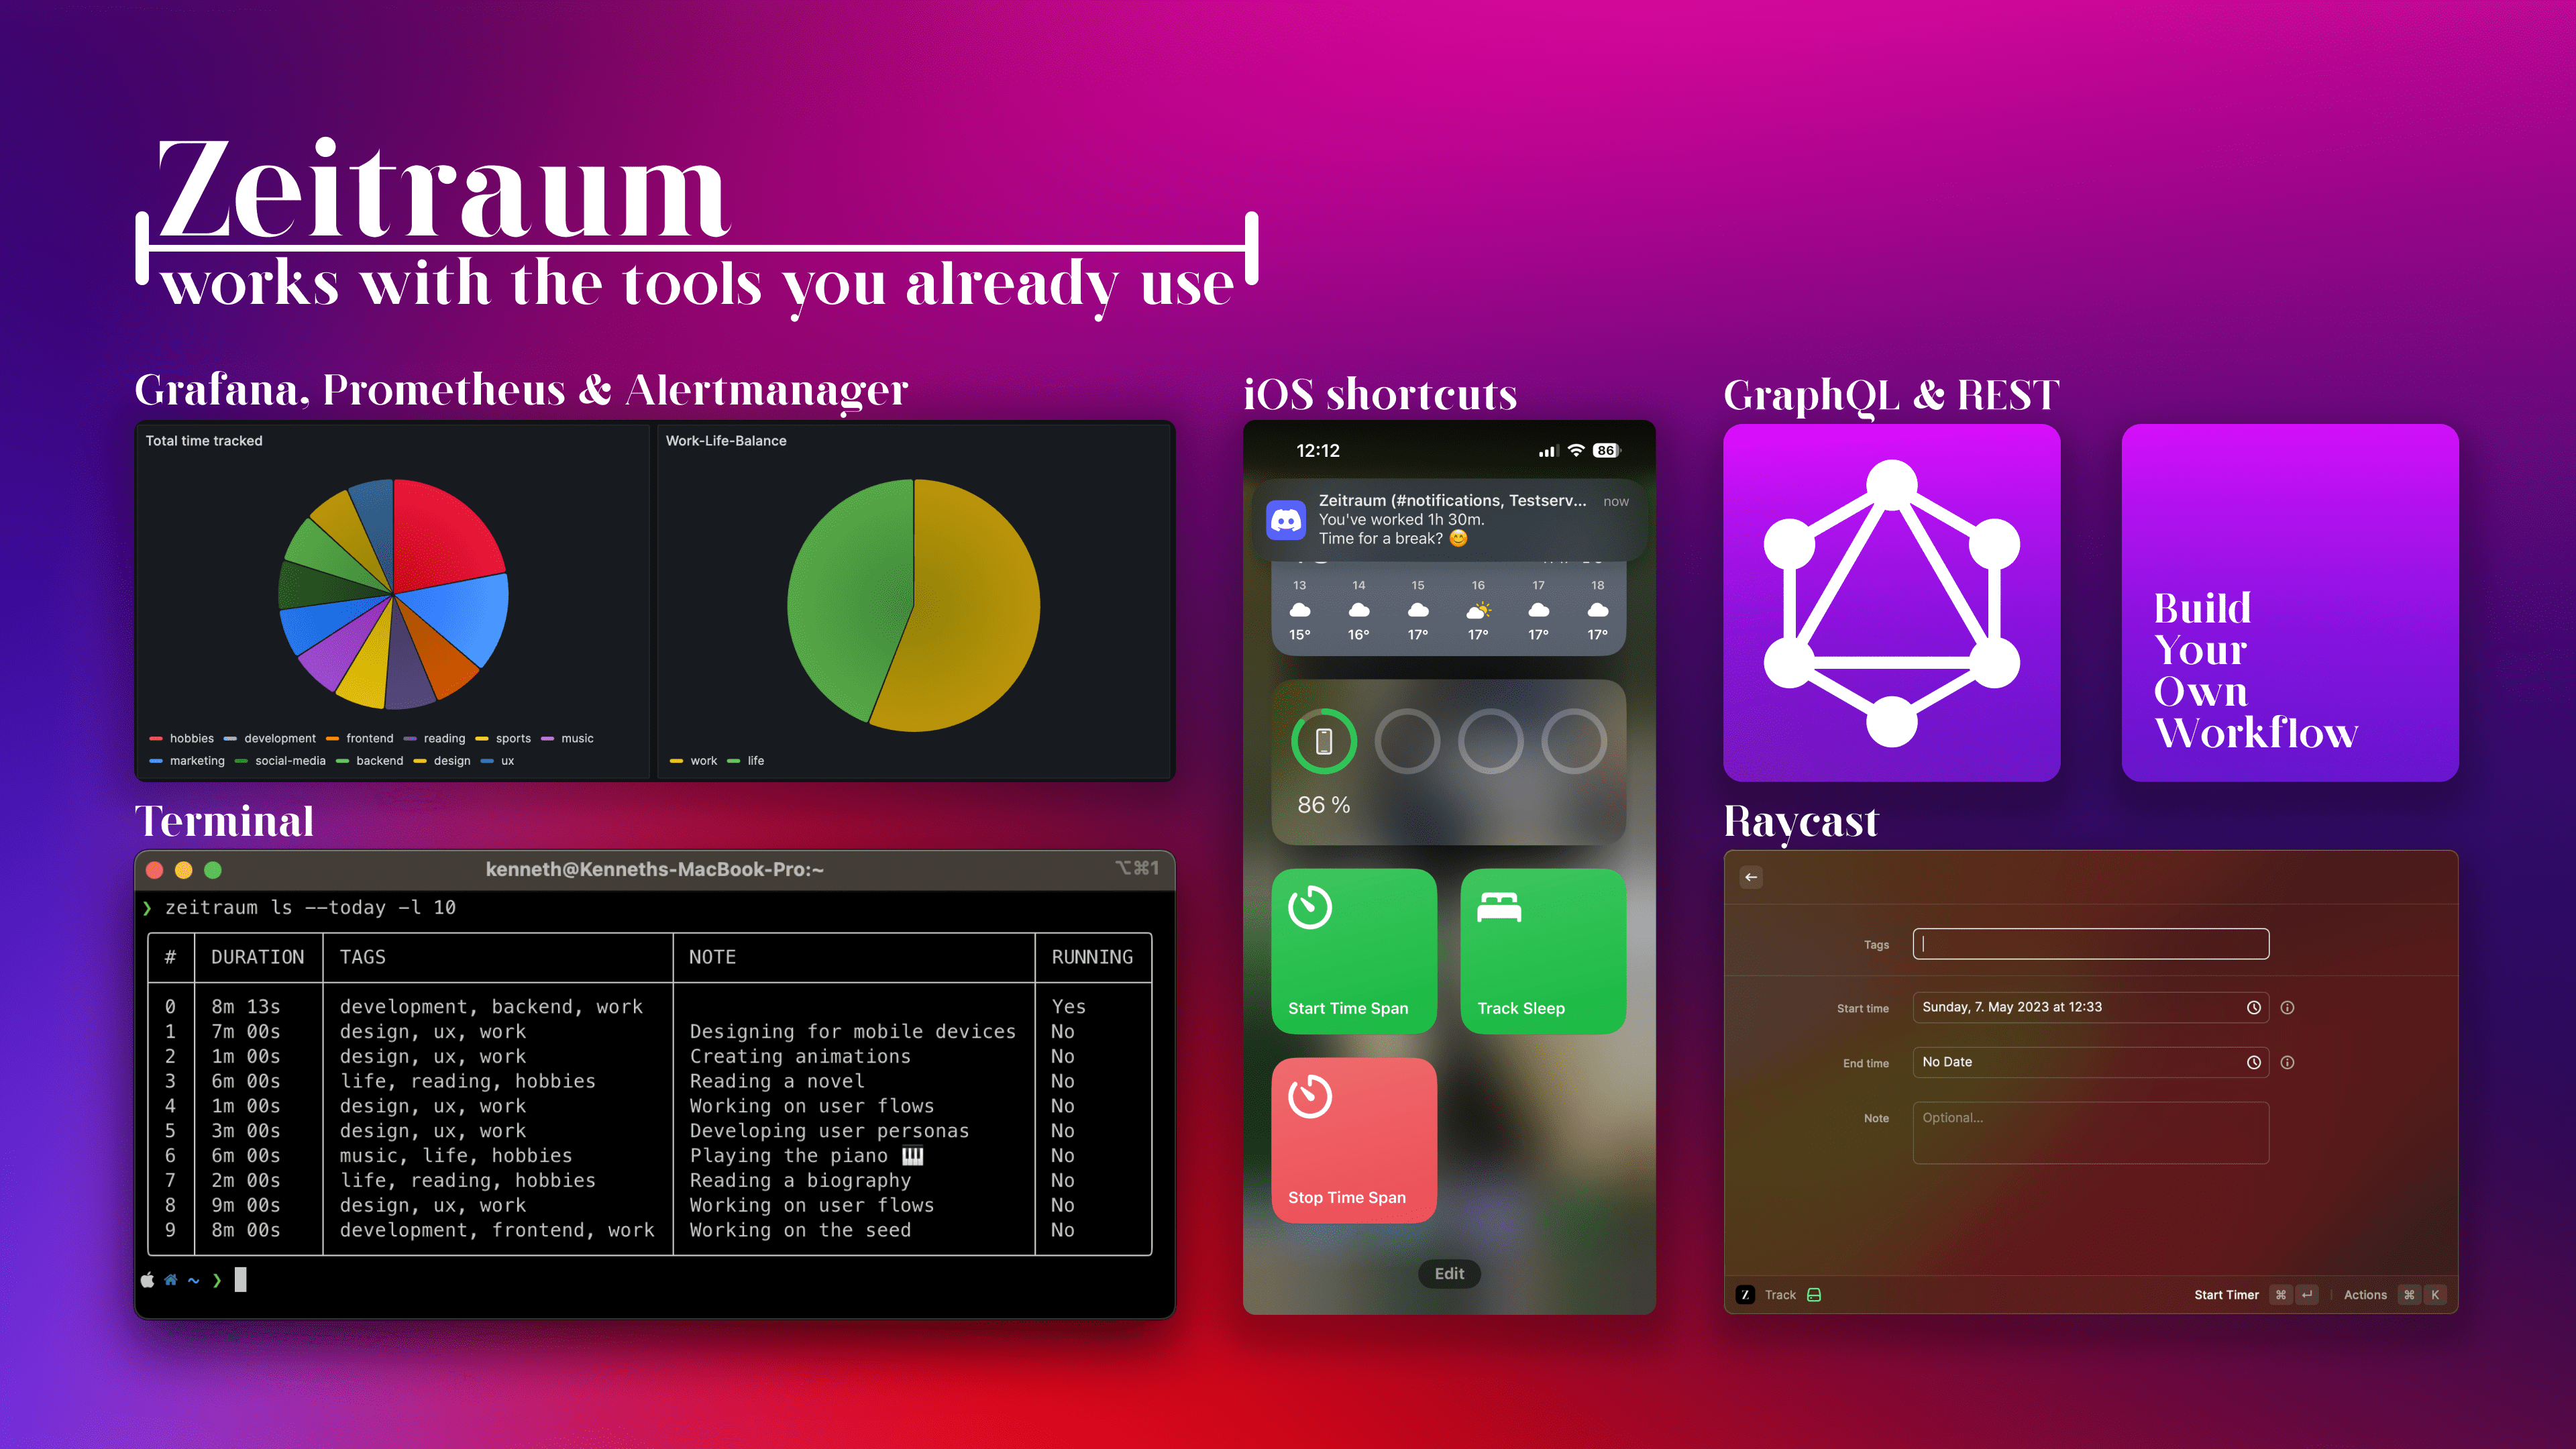 Zeitraum
works with the tools you already use
Grafana, Prometheus & Alertmanager
Total time tracked
hobbies development frontend reading sports music
marketing social-media backend design ux
Work-Life-Balance
work life
Terminal
kenneth@Kenneths-MacBook-Pro:~ ⌥⌘1
❯ zeitraum ls --today -l 10
# DURATION TAGS NOTE RUNNING
0 8m 13s development, backend, work Yes
1 7m 00s design, ux, work Designing for mobile devices No
2 1m 00s design, ux, work Creating animations No
3 6m 00s life, reading, hobbies Reading a novel No
4 1m 00s design, ux, work Working on user flows No
5 3m 00s design, ux, work Developing user personas No
6 6m 00s music, life, hobbies Playing the piano 🎹 No
7 2m 00s life, reading, hobbies Reading a biography No
8 9m 00s design, ux, work Working on user flows No
9 8m 00s development, frontend, work Working on the seed No
~ ❯
iOS shortcuts
12:12 86
Zeitraum (#notifications, Testserv... now
You've worked 1h 30m.
Time for a break? 😊
13 14 15 16 17 18
15° 16° 17° 17° 17° 17°
86 %
Start Time Span
Track Sleep
Stop Time Span
Edit
GraphQL & REST
Build
Your
Own
Workflow
Raycast
Tags
Start time Sunday, 7. May 2023 at 12:33
End time No Date
Note Optional...
Z Track Start Timer ⌘ ↵ Actions ⌘ K